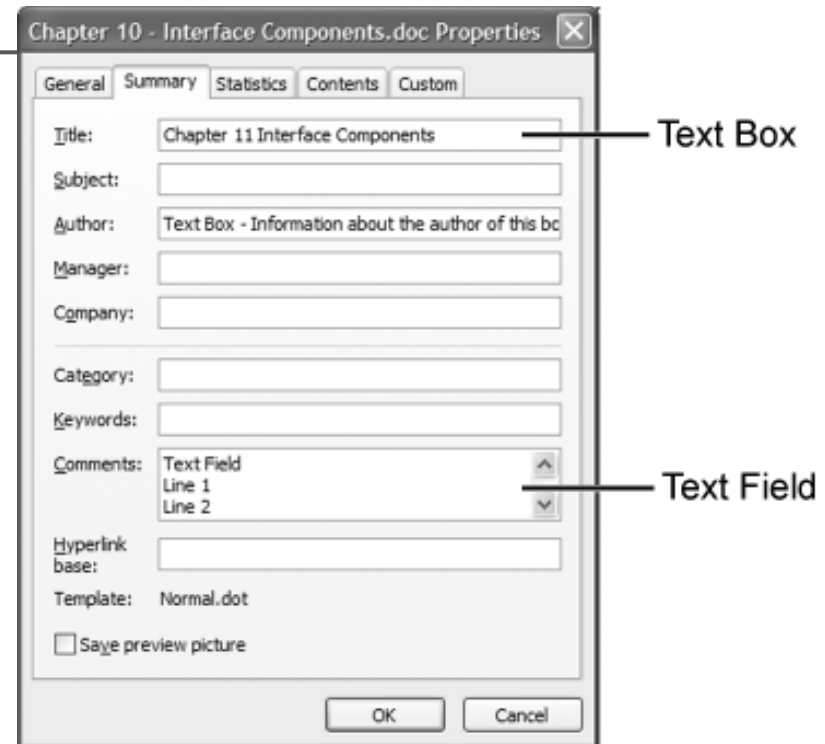 Chapter 10 - Interface Components.doc Properties
General Summary Statistics Contents Custom
Title: Chapter 11 Interface Components
Text Box
Subject:
Author: Text Box - Information about the author of this bo
Manager:
Company:
Category:
Keywords:
Comments: Text Field
Line 1
Line 2
Text Field
Hyperlink
base:
Template: Normal.dot
Save preview picture
OK Cancel